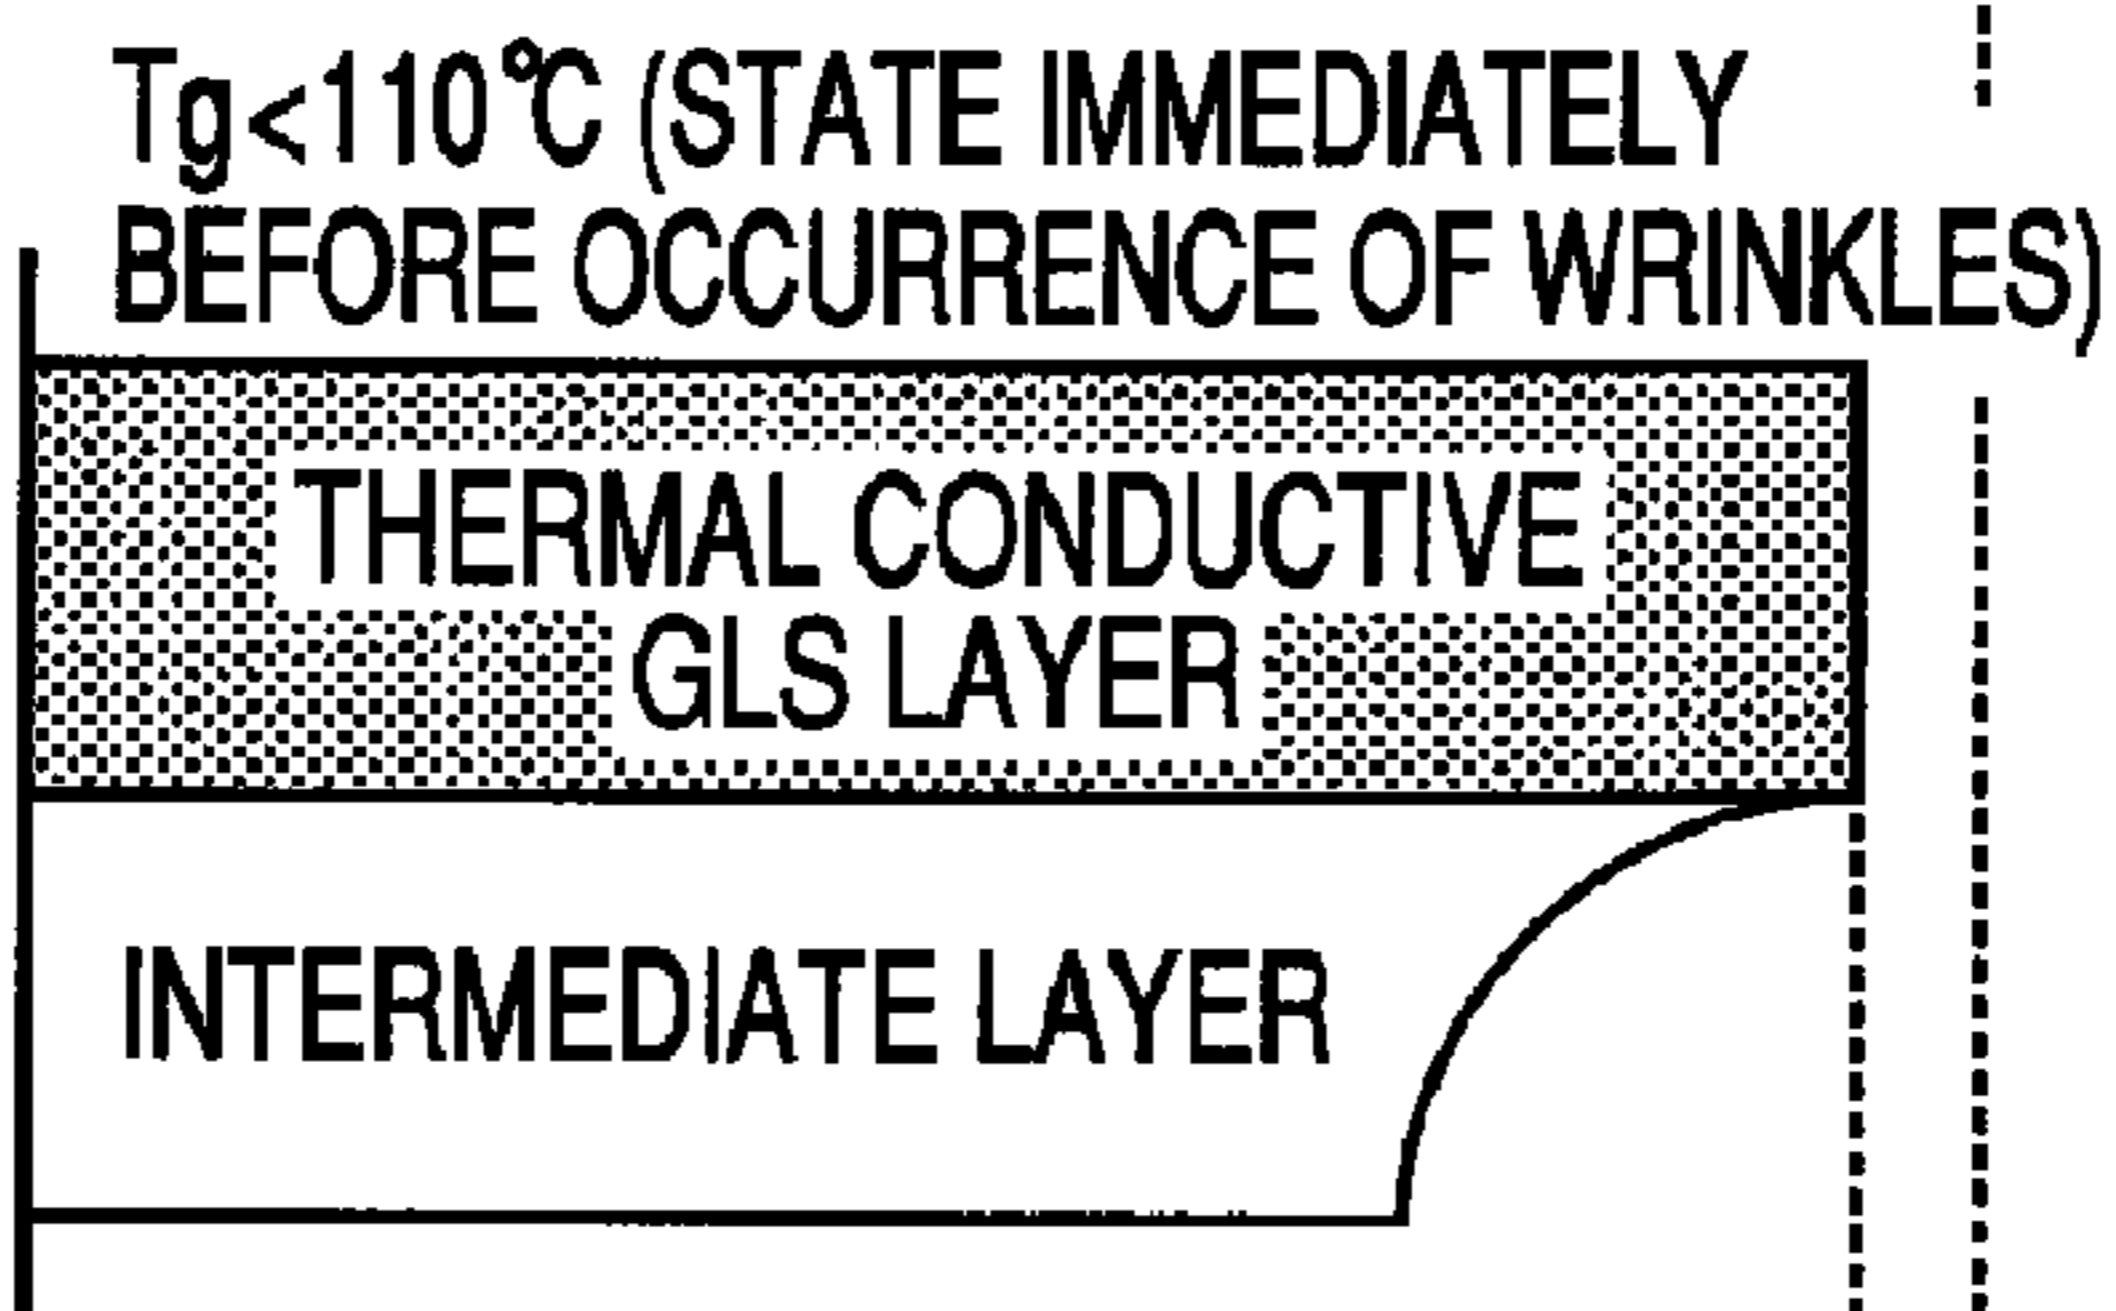 Tg<110℃ (STATE IMMEDIATELY
BEFORE OCCURRENCE OF WRINKLES)
THERMAL CONDUCTIVE
GLS LAYER
INTERMEDIATE LAYER